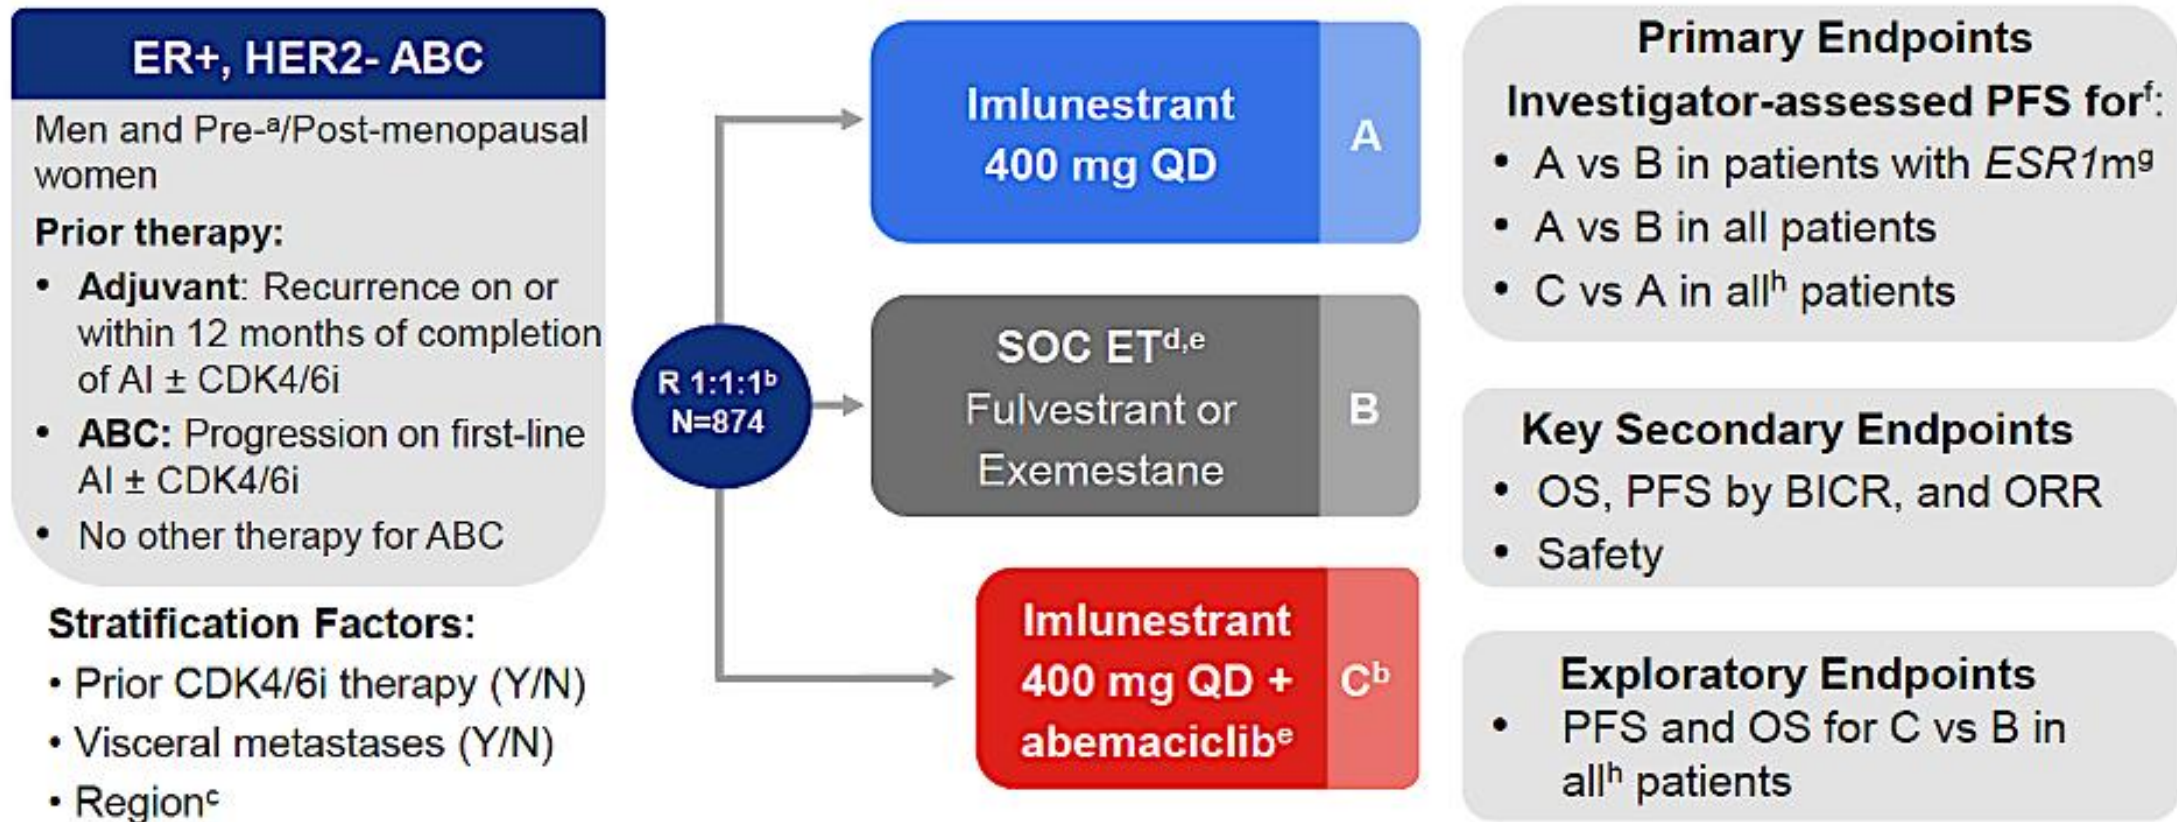 ER+, HER2- ABC
Men and Pre-ᵃ/Post-menopausal
women
Prior therapy:
• Adjuvant: Recurrence on or
within 12 months of completion
of AI ± CDK4/6i
• ABC: Progression on first-line
AI ± CDK4/6i
• No other therapy for ABC
Stratification Factors:
• Prior CDK4/6i therapy (Y/N)
• Visceral metastases (Y/N)
• Regionᶜ
R 1:1:1ᵇ
N=874
Imlunestrant
400 mg QD
A
SOC ETᵈ,ᵉ
Fulvestrant or
Exemestane
B
Imlunestrant
400 mg QD +
abemaciclibᵉ
Cᵇ
Primary Endpoints
Investigator-assessed PFS forᶠ:
• A vs B in patients with ESR1mᵍ
• A vs B in all patients
• C vs A in allʰ patients
Key Secondary Endpoints
• OS, PFS by BICR, and ORR
• Safety
Exploratory Endpoints
• PFS and OS for C vs B in
allʰ patients